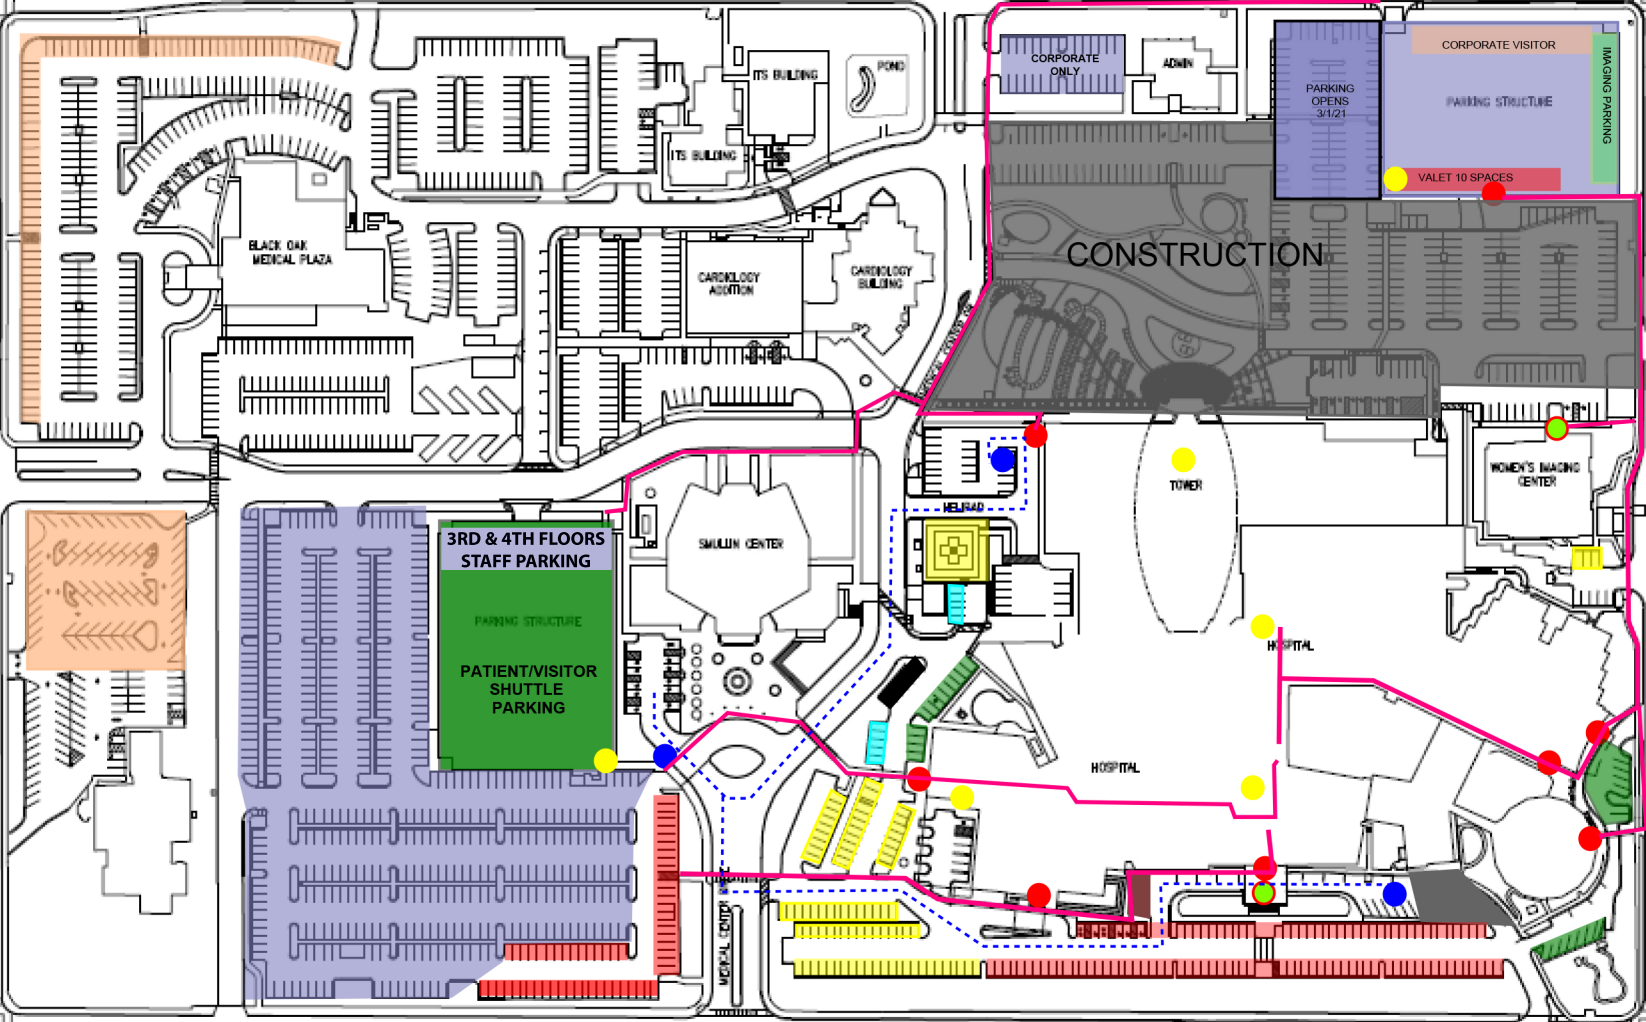 CORPORATE
ONLY
ADMIN
PARKING
OPENS
3/1/21
CORPORATE VISITOR
PARKING STRUCTURE
IMAGING PARKING
VALET 10 SPACES
ITS BUILDING
POND
ITS BUILDING
BLACK OAK
MEDICAL PLAZA
CARDIOLOGY
ADDITION
CARDIOLOGY
BUILDING
CONSTRUCTION
TOWER
WOMEN'S IMAGING
CENTER
HELIPAD
3RD & 4TH FLOORS
STAFF PARKING
SMULLIN CENTER
PARKING STRUCTURE
PATIENT/VISITOR
SHUTTLE
PARKING
HOSPITAL
HOSPITAL
MEDICAL CENTER